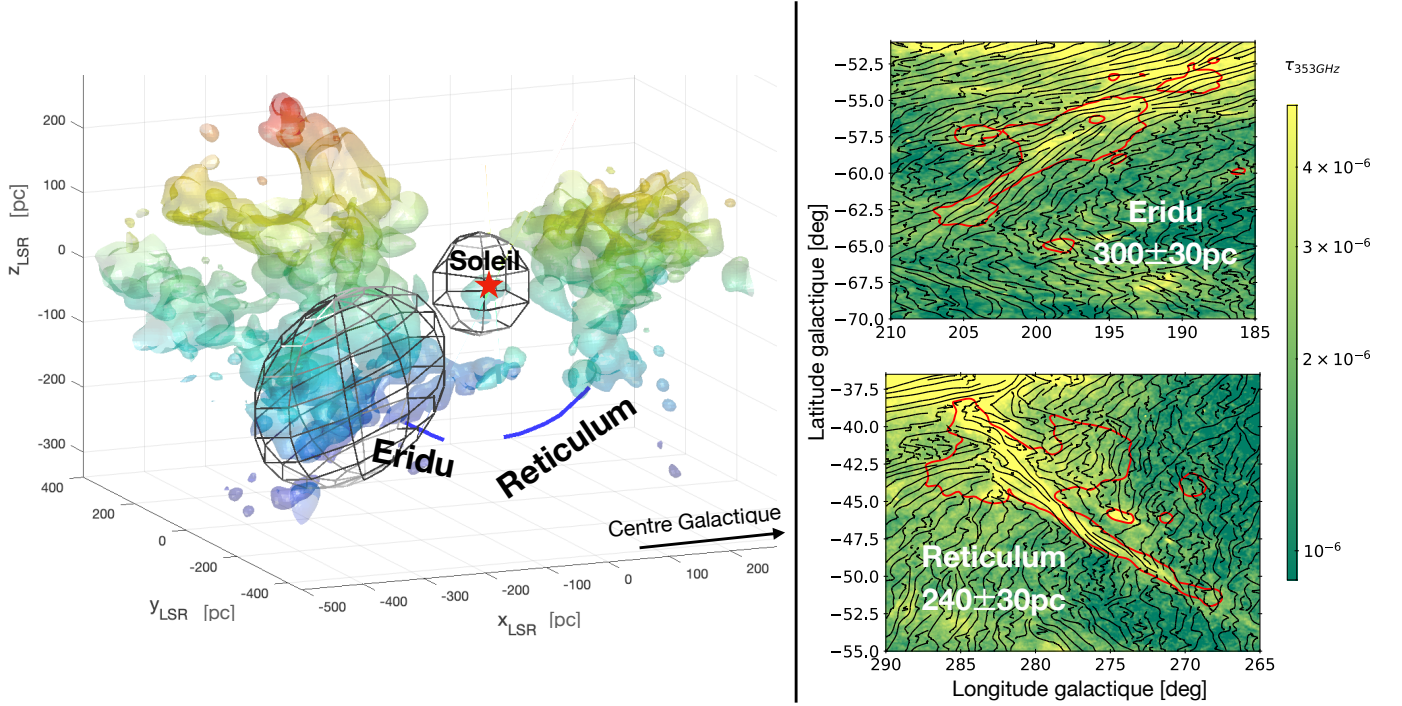 200
100
0
-100
-200
-300
400
z_LSR [pc]
200
0
-200
-400
y_LSR [pc]
-500
-400
-300
-200
-100
0
100
200
x_LSR [pc]
Soleil
Eridu
Reticulum
Centre Galactique
−52.5
−55.0
−57.5
−60.0
−62.5
−65.0
−67.5
−70.0
210
205
200
195
190
185
Eridu
300±30pc
−37.5
−40.0
−42.5
−45.0
−47.5
−50.0
−52.5
−55.0
290
285
280
275
270
265
Reticulum
240±30pc
Latitude galactique [deg]
Longitude galactique [deg]
τ353GHz
4 × 10⁻⁶
3 × 10⁻⁶
2 × 10⁻⁶
10⁻⁶